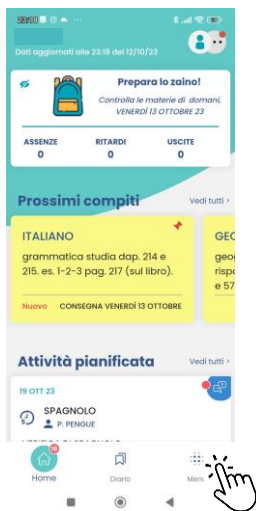 Dati aggiornati alle 23:18 del 12/10/23
Prepara lo zaino!
Controlla le materie di domani,
VENERDÌ 13 OTTOBRE 23
ASSENZE RITARDI USCITE
0 0 0
Prossimi compiti Vedi tutti >
ITALIANO
grammatica studia dap. 214 e
215. es. 1-2-3 pag. 217 (sul libro).
Nuovo CONSEGNA VENERDÌ 13 OTTOBRE
GEO
geo
rispo
e 57
Attività pianificata Vedi tutti >
19 OTT 23
SPAGNOLO
P. PENGUE
Home Diario Menu